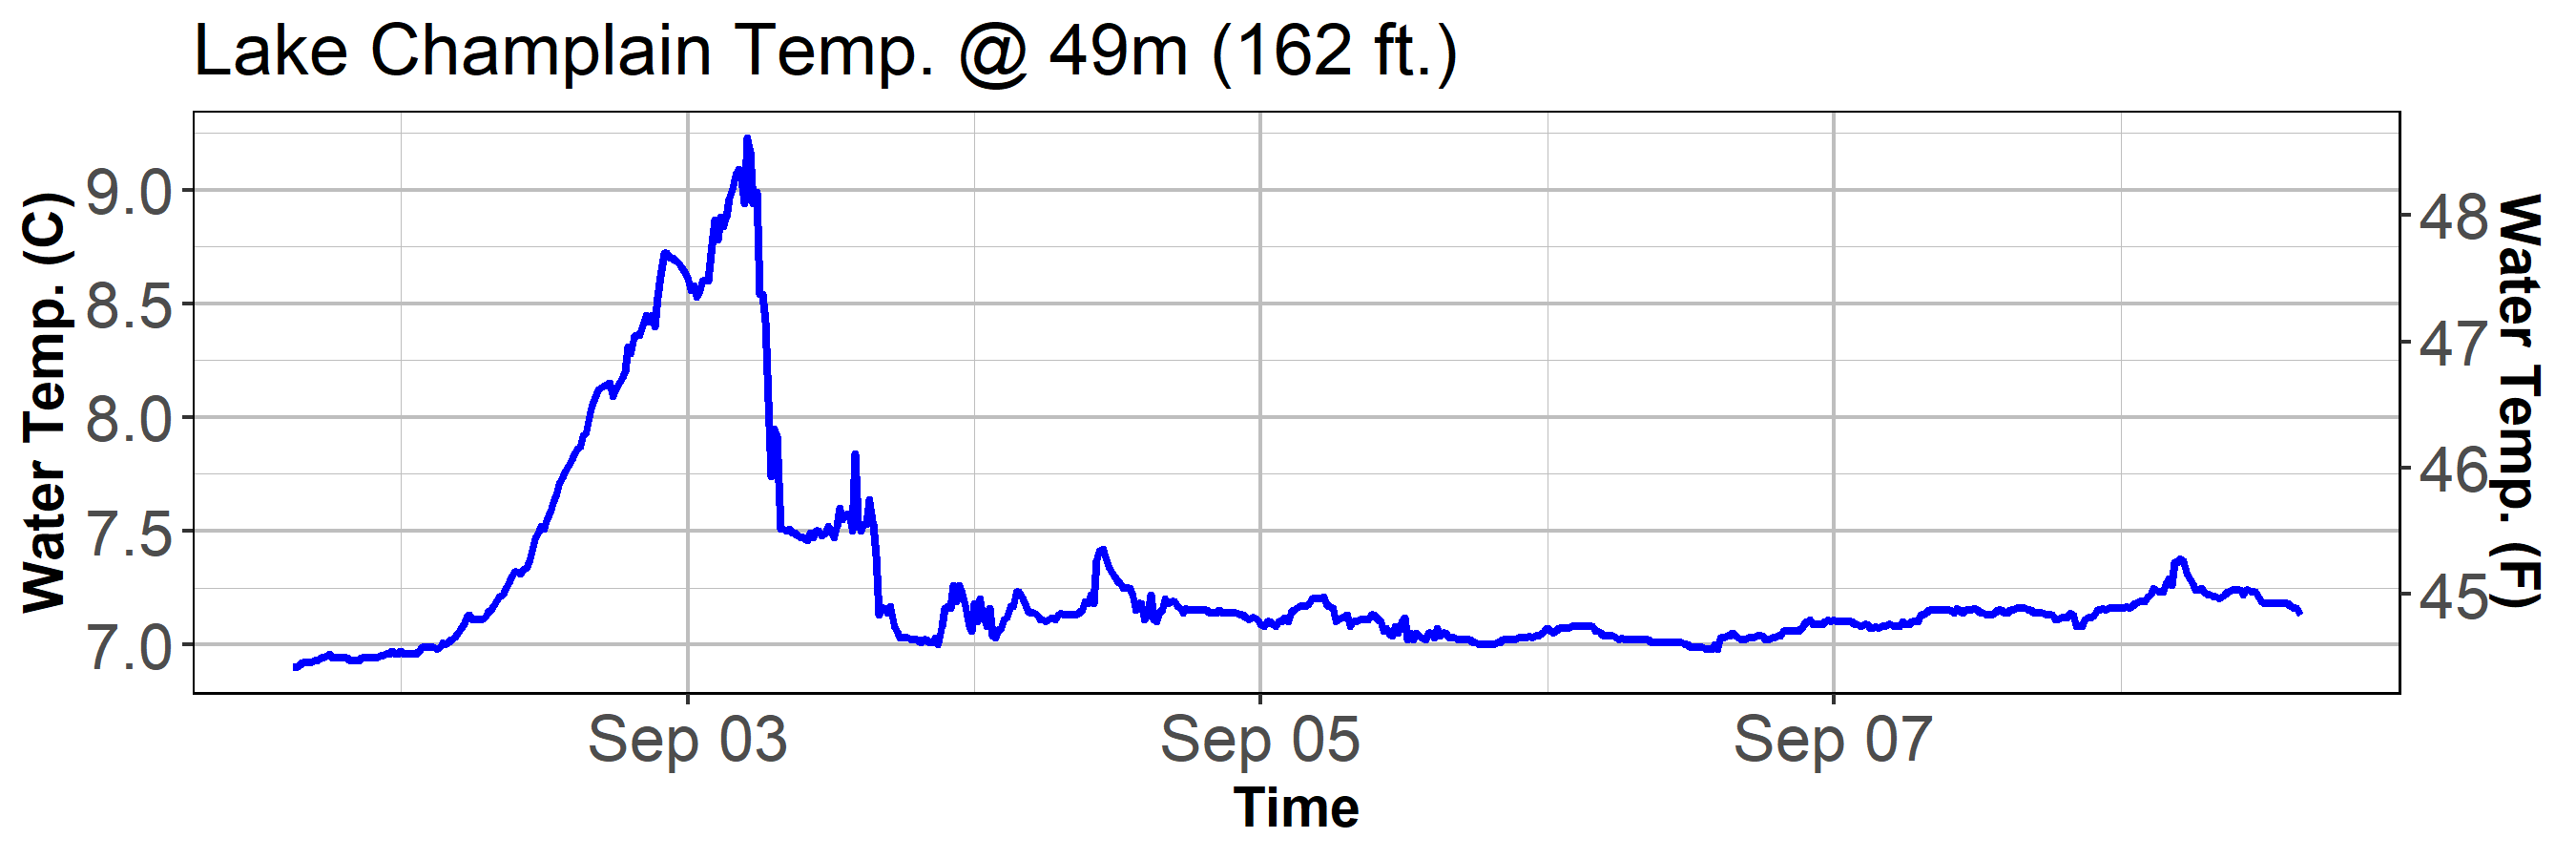 Lake Champlain Temp. @ 49m (162 ft.)
Water Temp. (C)
9.0
8.5
8.0
7.5
7.0
48
47
46
45
Water Temp. (F)
Sep 03
Sep 05
Sep 07
Time